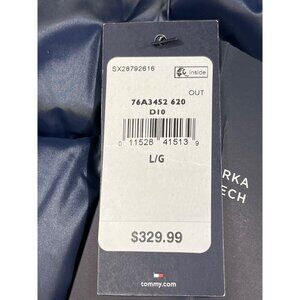 SX28792616
inside
OUT
76A3452 620
D10
0 11528 41513 9
L/G
$329.99
tommy.com
RKA
ECH